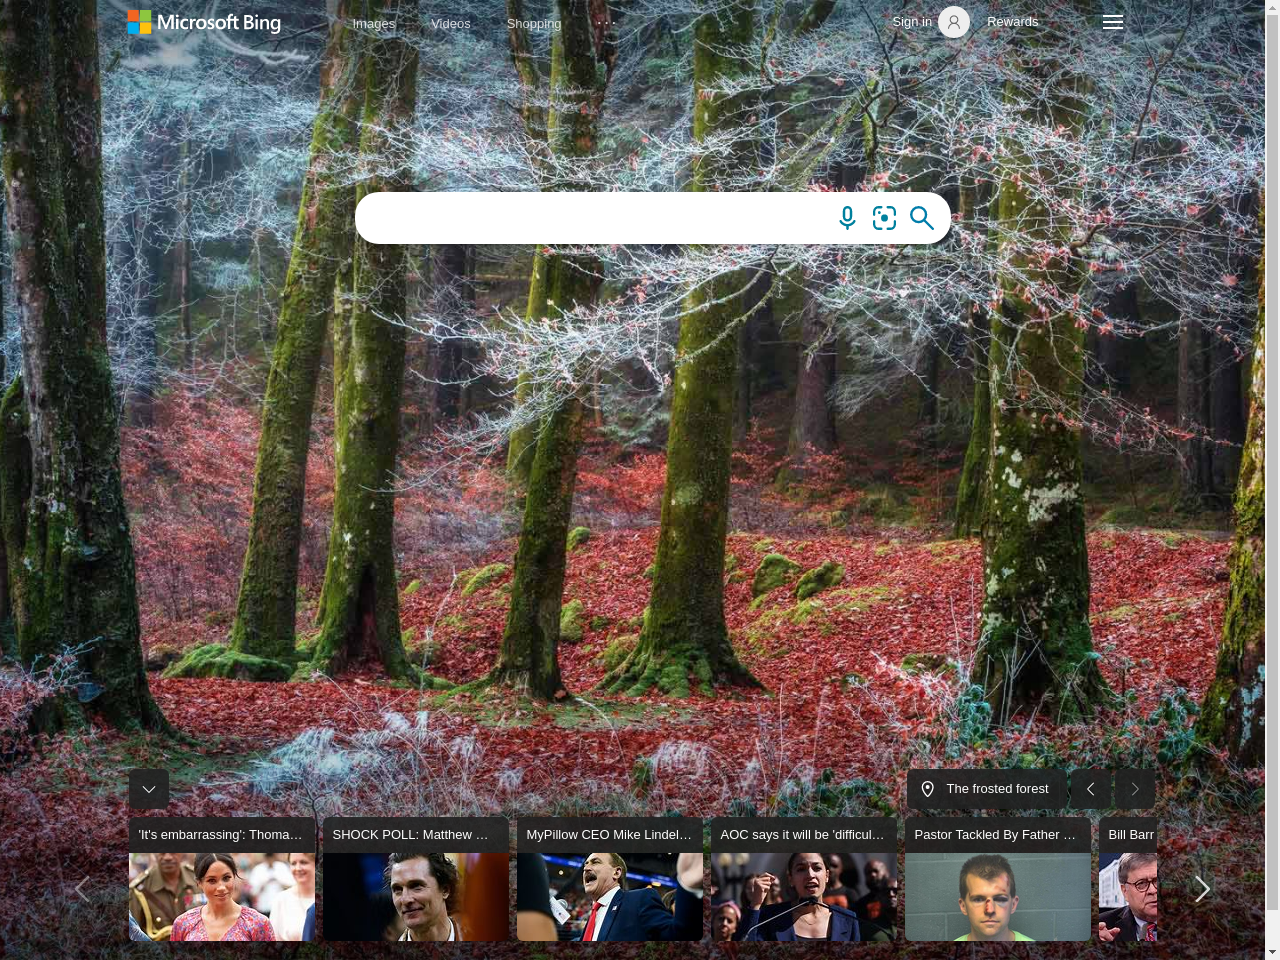 Microsoft Bing
Images
Videos
Shopping
...
Sign in
Rewards
The frosted forest
'It's embarrassing': Thoma…
SHOCK POLL: Matthew …
MyPillow CEO Mike Lindel…
AOC says it will be 'difficul…
Pastor Tackled By Father …
Bill Barr